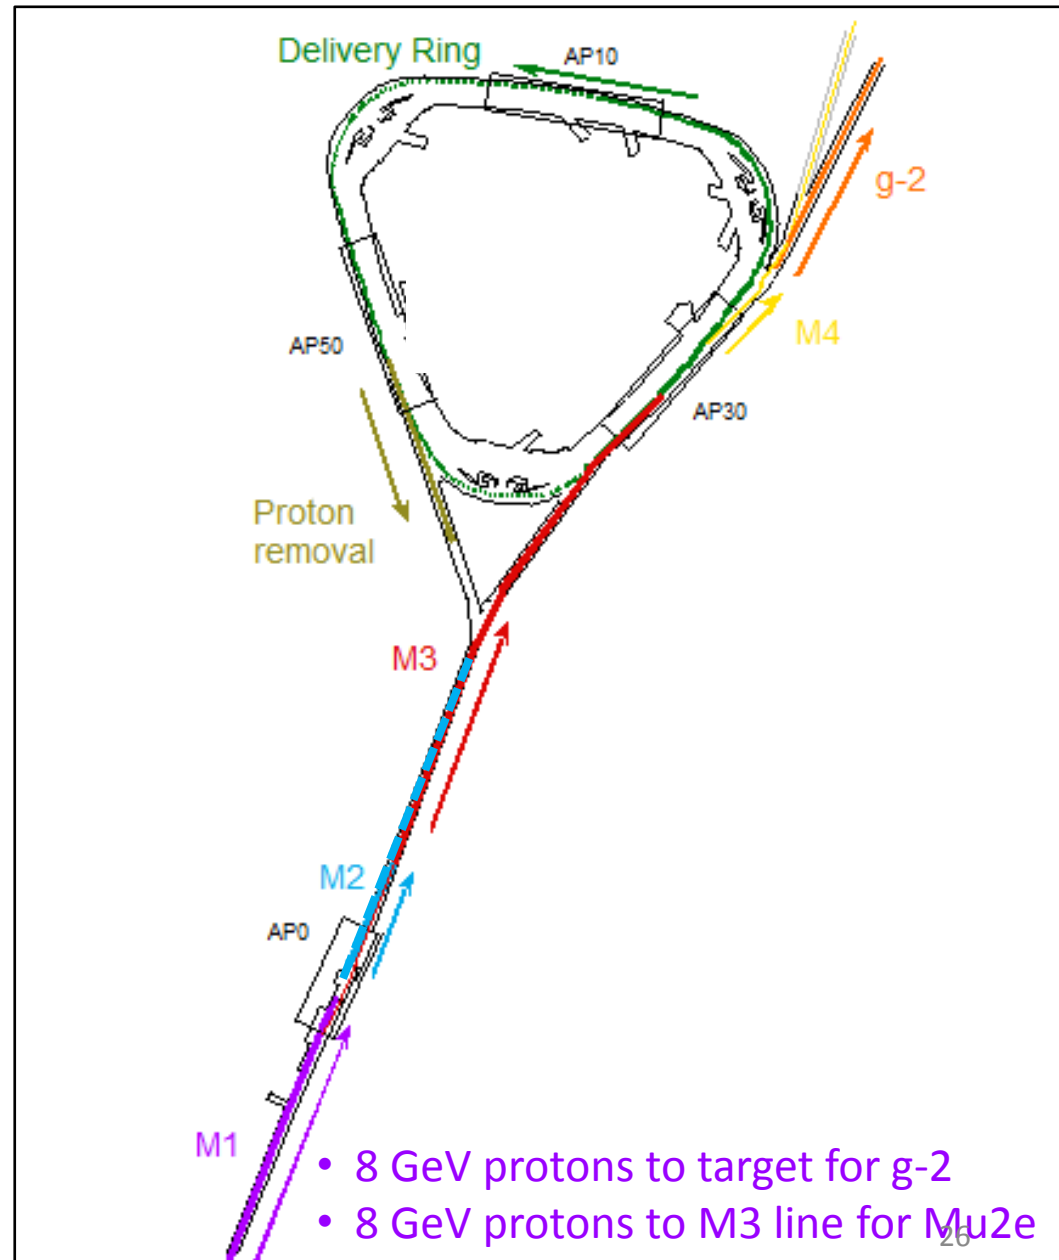 Delivery Ring
AP10
g-2
M4
AP50
AP30
Proton
removal
M3
M2
AP0
M1
• 8 GeV protons to target for g-2
• 8 GeV protons to M3 line for Mu2e
26